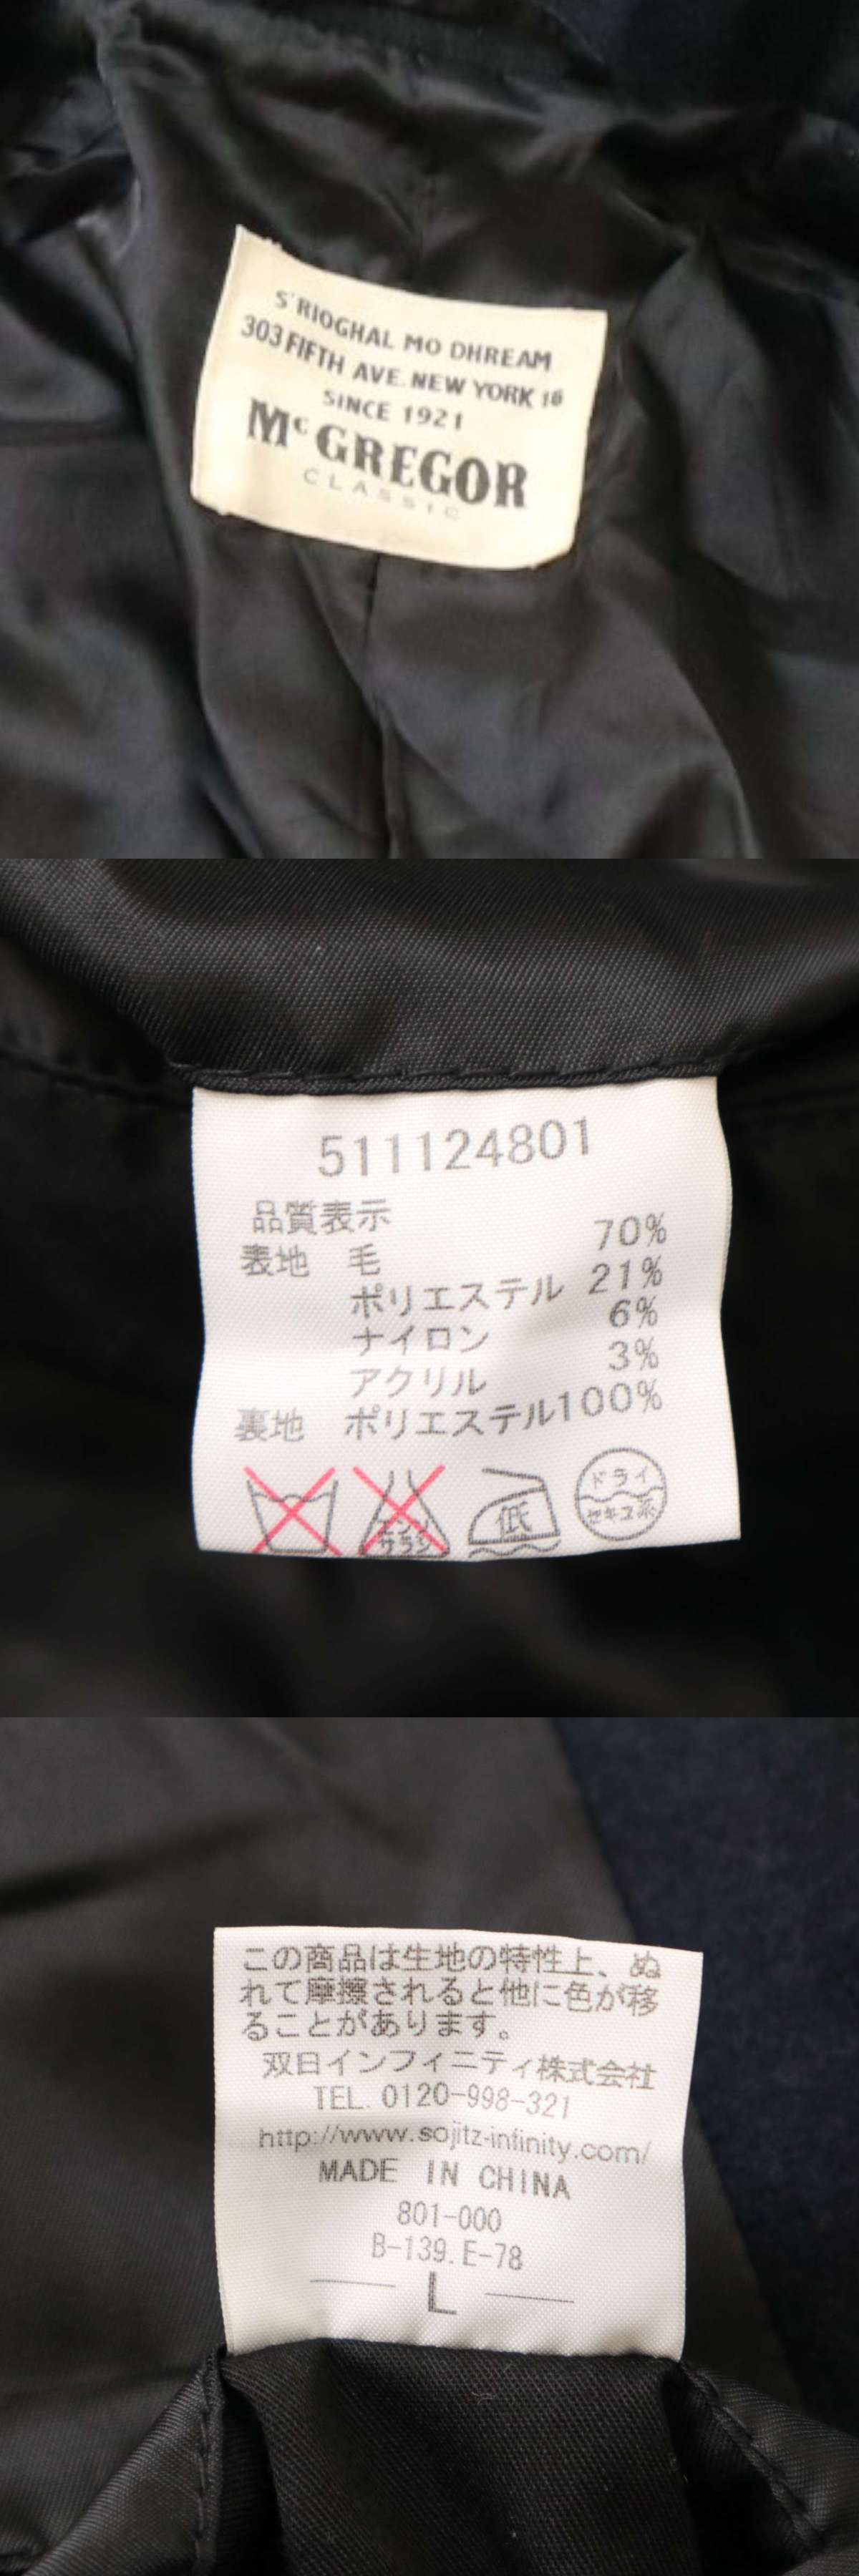 S'RIOGHAL MO DHREAM
303 FIFTH AVE. NEW YORK 16
SINCE 1921
McGREGOR
CLASSIC
511124801
品質表示
表地 毛 70%
ポリエステル 21%
ナイロン 6%
アクリル 3%
裏地 ポリエステル100%
エンソ
サラシ
低
ドライ
セキユ系
この商品は生地の特性上、ぬ
れて摩擦されると他に色が移
ることがあります。
双日インフィニティ株式会社
TEL. 0120-998-321
http://www.sojitz-infinity.com/
MADE IN CHINA
801-000
B-139. E-78
L